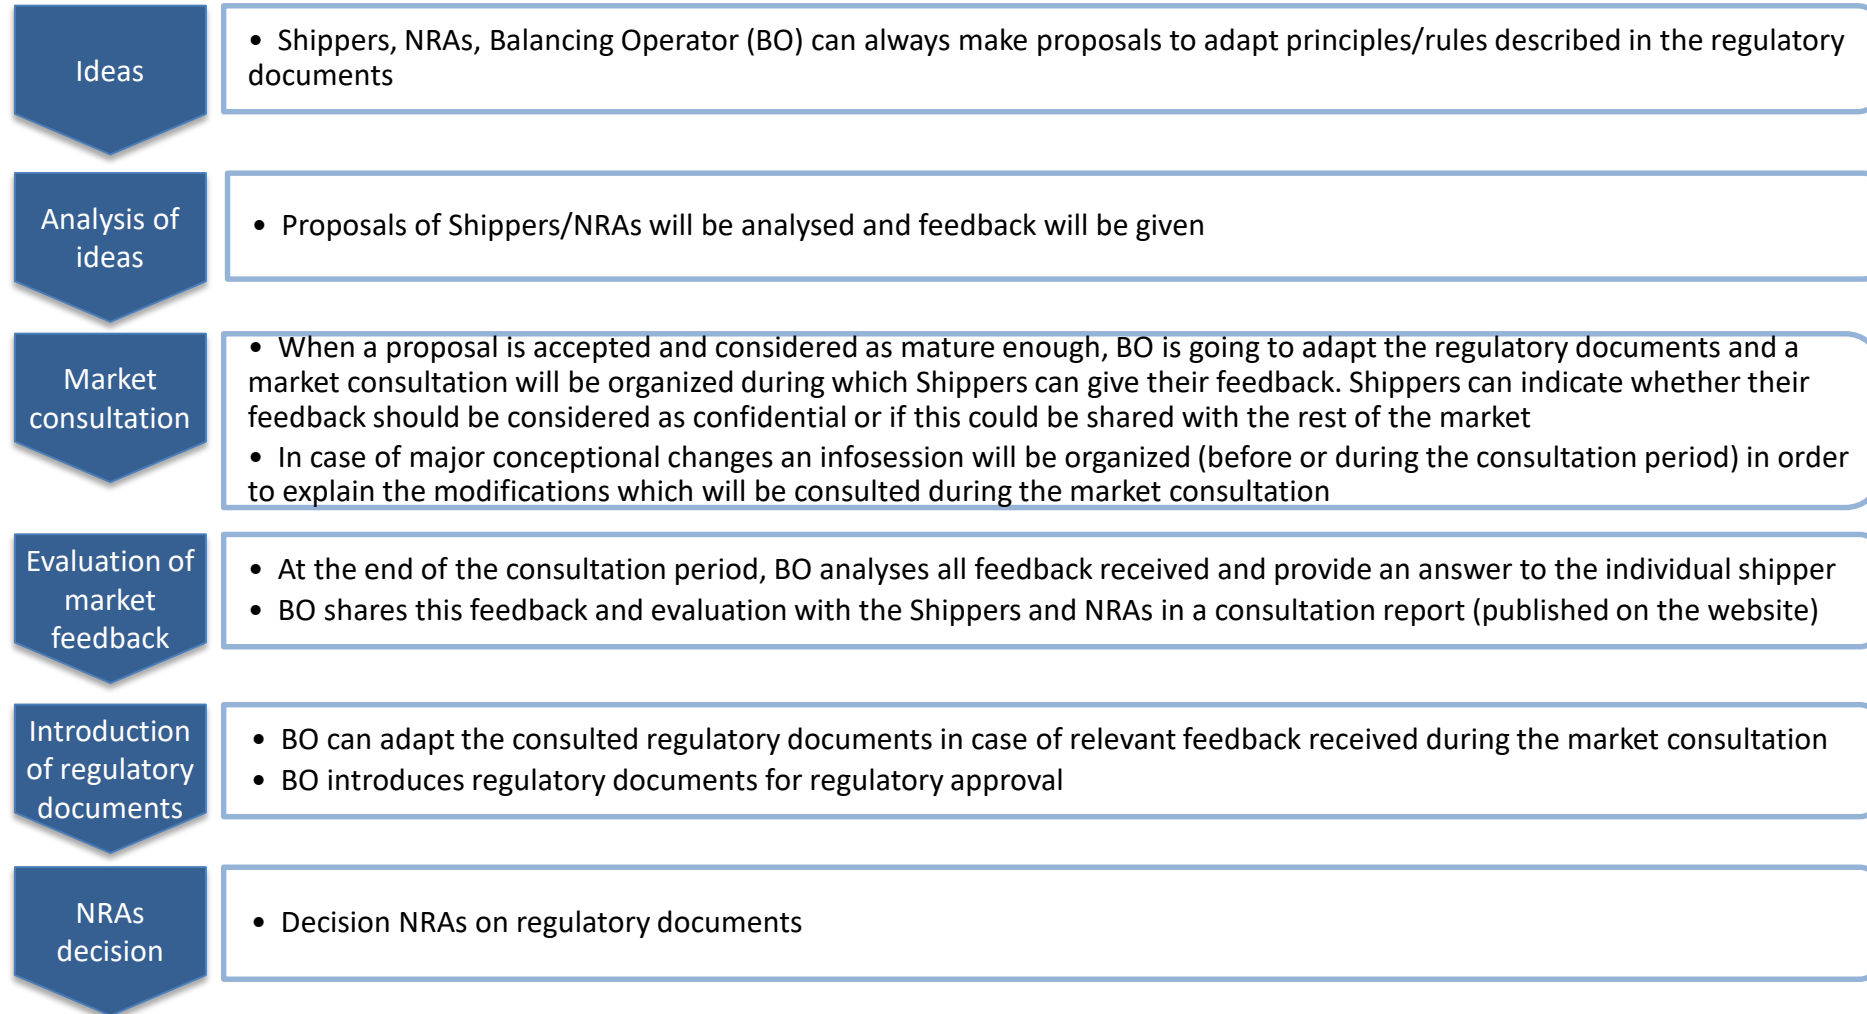 Ideas
• Shippers, NRAs, Balancing Operator (BO) can always make proposals to adapt principles/rules described in the regulatory
documents
Analysis of
ideas
• Proposals of Shippers/NRAs will be analysed and feedback will be given
Market
consultation
• When a proposal is accepted and considered as mature enough, BO is going to adapt the regulatory documents and a
market consultation will be organized during which Shippers can give their feedback. Shippers can indicate whether their
feedback should be considered as confidential or if this could be shared with the rest of the market
• In case of major conceptional changes an infosession will be organized (before or during the consultation period) in order
to explain the modifications which will be consulted during the market consultation
Evaluation of
market
feedback
• At the end of the consultation period, BO analyses all feedback received and provide an answer to the individual shipper
• BO shares this feedback and evaluation with the Shippers and NRAs in a consultation report (published on the website)
Introduction
of regulatory
documents
• BO can adapt the consulted regulatory documents in case of relevant feedback received during the market consultation
• BO introduces regulatory documents for regulatory approval
NRAs
decision
• Decision NRAs on regulatory documents